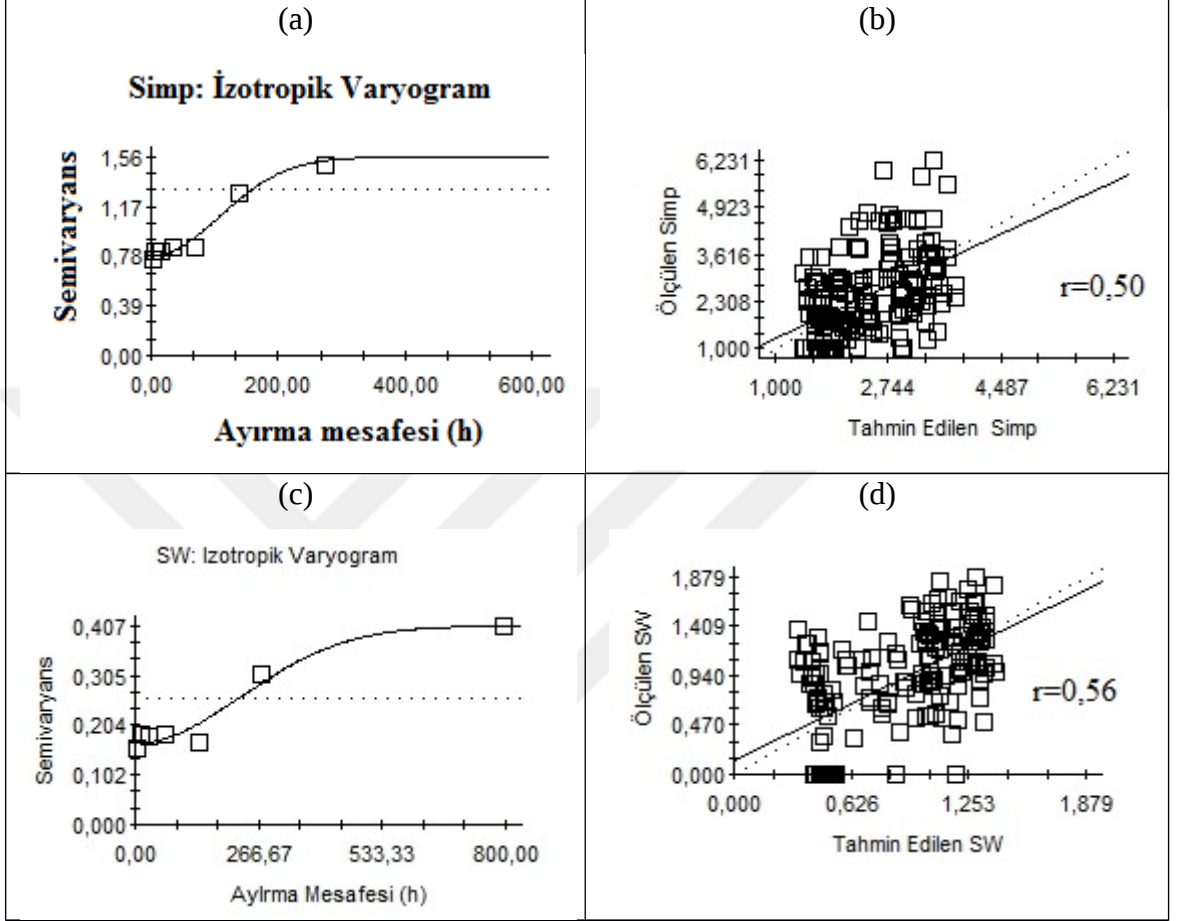 (a)
Simp: İzotropik Varyogram
Semivaryans
1,56
1,17
0,78
0,39
0,00
0,00 200,00 400,00 600,00
Ayırma mesafesi (h)
(b)
Ölçülen Simp
6,231
4,923
3,616
2,308
1,000
r=0,50
1,000 2,744 4,487 6,231
Tahmin Edilen Simp
(c)
SW: Izotropik Varyogram
Semivaryans
0,407
0,305
0,204
0,102
0,000
0,00 266,67 533,33 800,00
Aylrma Mesafesi (h)
(d)
Ölçülen SW
1,879
1,409
0,940
0,470
0,000
r=0,56
0,000 0,626 1,253 1,879
Tahmin Edilen SW